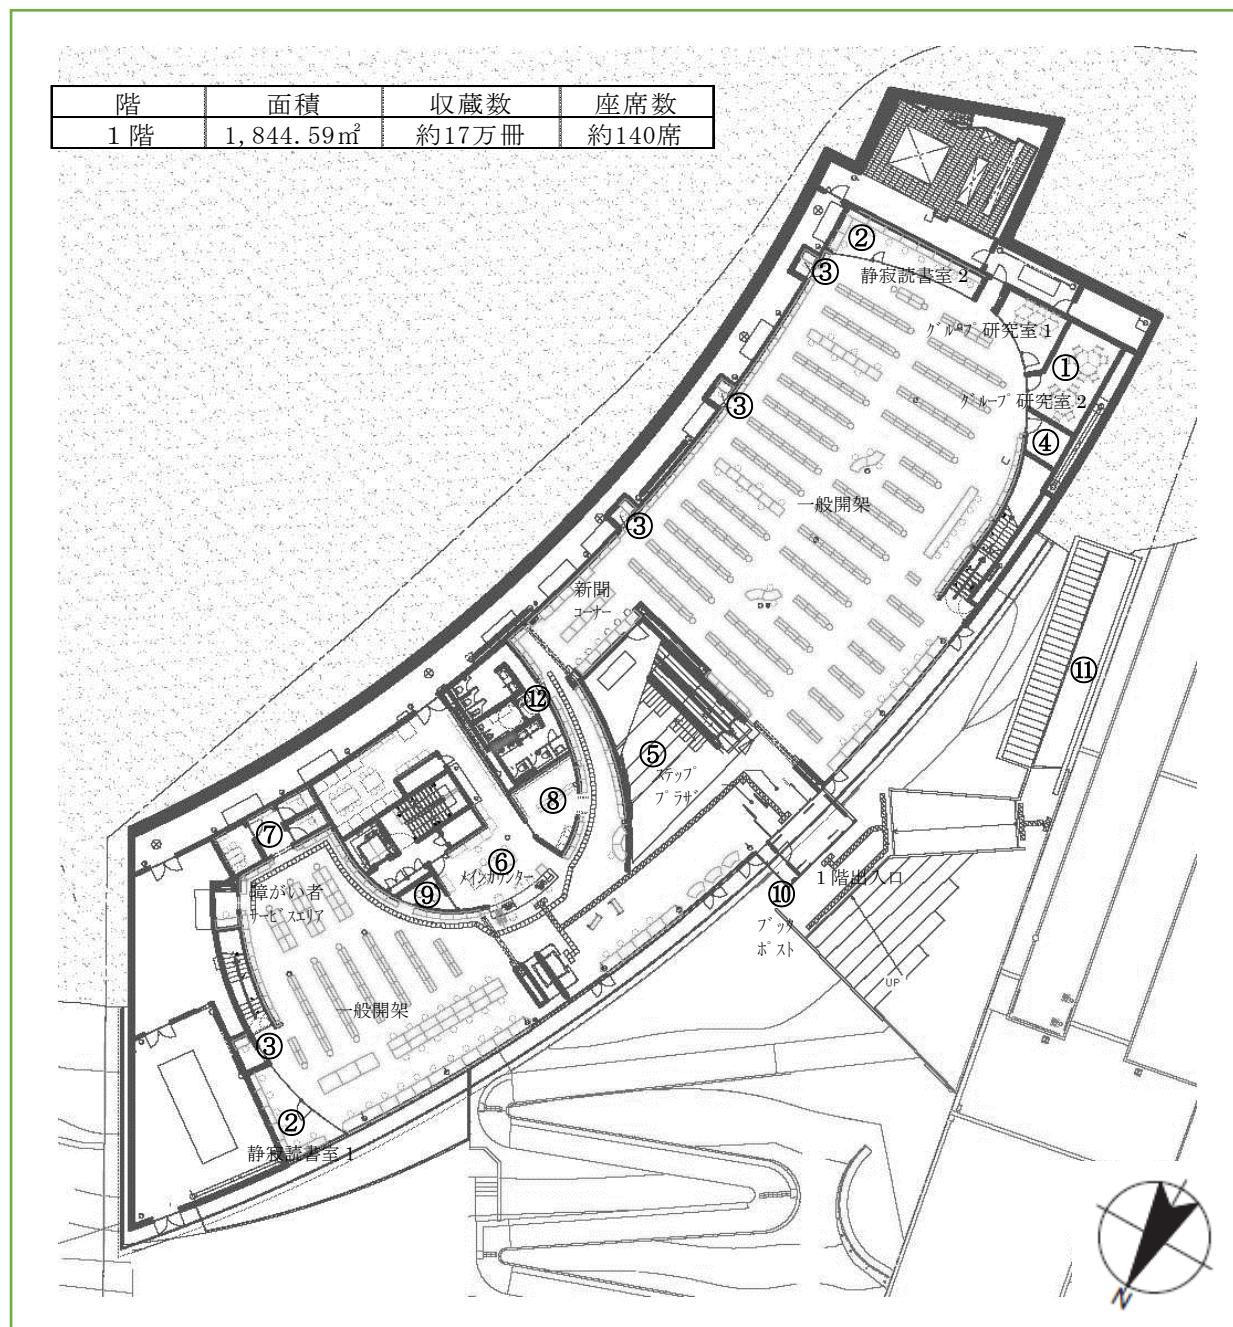 階 面積 収蔵数 座席数
1階 1,844.59㎡ 約17万冊 約140席
②
静寂読書室2
③
グループ研究室1
①
グループ研究室2
③
④
一般開架
③
新聞
コーナー
⑪
⑫
⑤
ステップ
プラザ
⑧
⑦
⑥
メインカウンター
1階出入口
障がい者
サービスエリア
⑨
⑩
ブック
ポスト
UP
一般開架
③
②
静寂読書室1
N